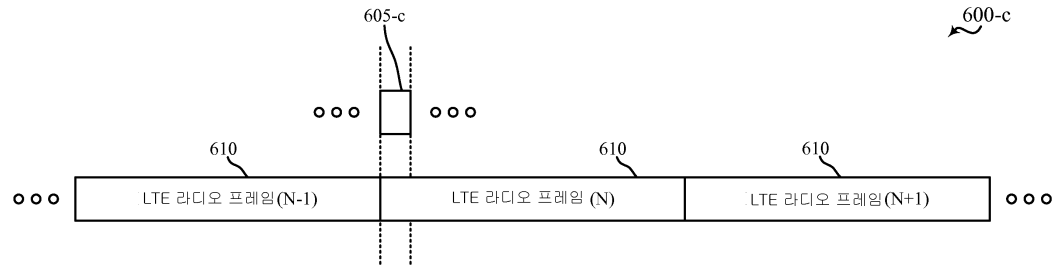 605-c
600-c
610
610
610
LTE 라디오 프레임(N-1)
LTE 라디오 프레임 (N)
LTE 라디오 프레임(N+1)